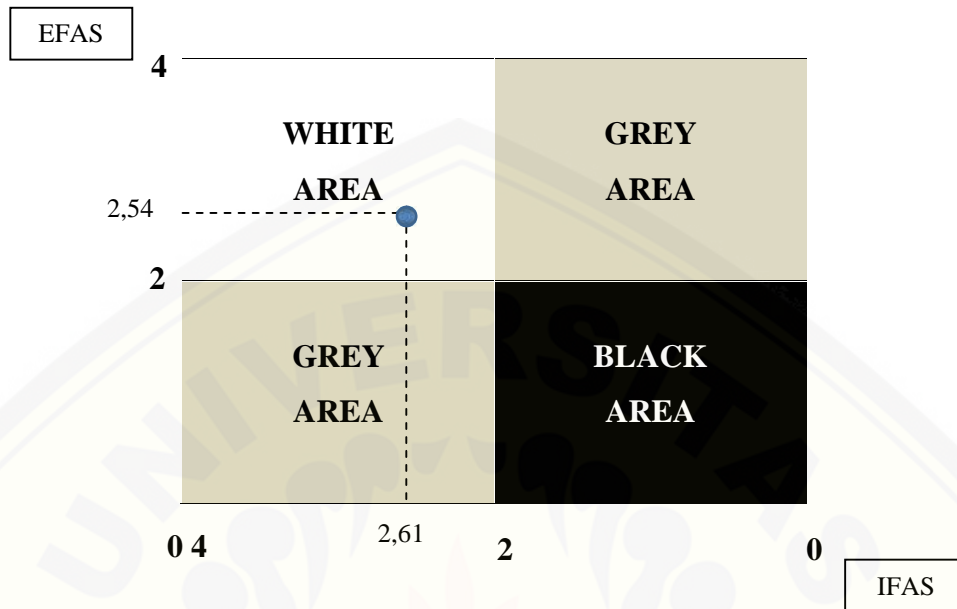 EFAS
4
WHITE
AREA
GREY
AREA
2,54
2
GREY
AREA
BLACK
AREA
0 4
2,61
2
0
IFAS
UNIVERSITAS